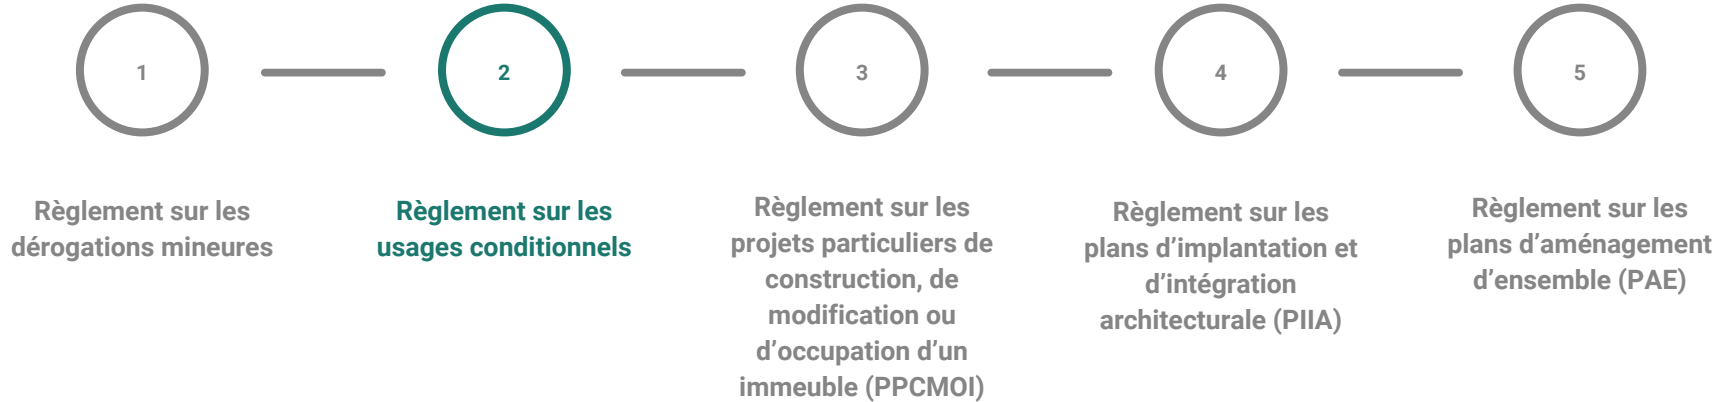 1
2
3
4
5
Règlement sur les
dérogations mineures
Règlement sur les
usages conditionnels
Règlement sur les
projets particuliers de
construction, de
modification ou
d’occupation d’un
immeuble (PPCMOI)
Règlement sur les
plans d’implantation et
d’intégration
architecturale (PIIA)
Règlement sur les
plans d’aménagement
d’ensemble (PAE)